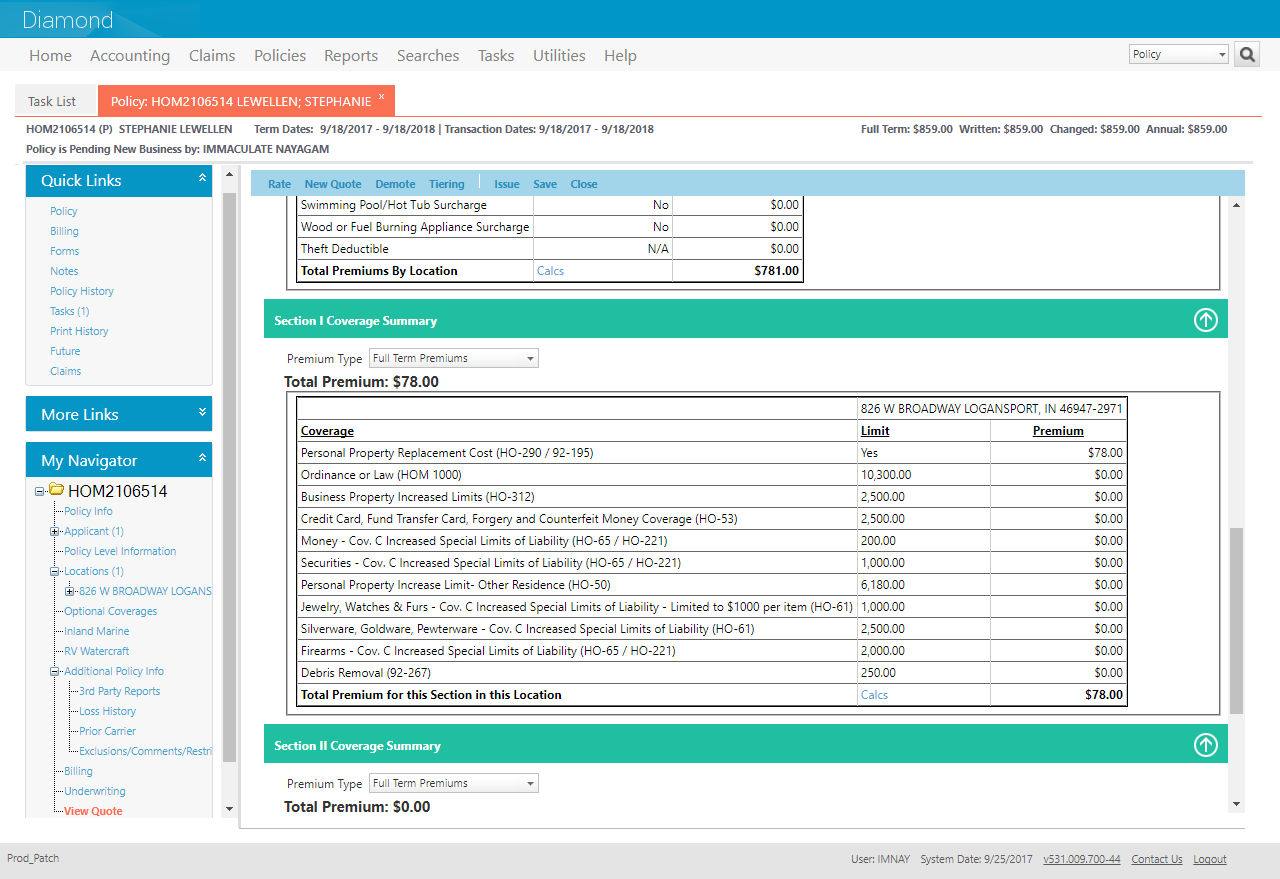 Diamond
Home Accounting Claims Policies Reports Searches Tasks Utilities Help Policy
Task List Policy: HOM2106514 LEWELLEN; STEPHANIE x
HOM2106514 (P) STEPHANIE LEWELLEN Term Dates: 9/18/2017 - 9/18/2018 | Transaction Dates: 9/18/2017 - 9/18/2018 Full Term: $859.00 Written: $859.00 Changed: $859.00 Annual: $859.00
Policy is Pending New Business by: IMMACULATE NAYAGAM
Quick Links
Policy
Billing
Forms
Notes
Policy History
Tasks (1)
Print History
Future
Claims
More Links
My Navigator
HOM2106514
Policy Info
Applicant (1)
Policy Level Information
Locations (1)
826 W BROADWAY LOGANS
Optional Coverages
Inland Marine
RV Watercraft
Additional Policy Info
3rd Party Reports
Loss History
Prior Carrier
Exclusions/Comments/Restri
Billing
Underwriting
View Quote
Rate New Quote Demote Tiering Issue Save Close
Swimming Pool/Hot Tub Surcharge No $0.00
Wood or Fuel Burning Appliance Surcharge No $0.00
Theft Deductible N/A $0.00
Total Premiums By Location Calcs $781.00
Section I Coverage Summary
Premium Type Full Term Premiums
Total Premium: $78.00
826 W BROADWAY LOGANSPORT, IN 46947-2971
Coverage Limit Premium
Personal Property Replacement Cost (HO-290 / 92-195) Yes $78.00
Ordinance or Law (HOM 1000) 10,300.00 $0.00
Business Property Increased Limits (HO-312) 2,500.00 $0.00
Credit Card, Fund Transfer Card, Forgery and Counterfeit Money Coverage (HO-53) 2,500.00 $0.00
Money - Cov. C Increased Special Limits of Liability (HO-65 / HO-221) 200.00 $0.00
Securities - Cov. C Increased Special Limits of Liability (HO-65 / HO-221) 1,000.00 $0.00
Personal Property Increase Limit- Other Residence (HO-50) 6,180.00 $0.00
Jewelry, Watches & Furs - Cov. C Increased Special Limits of Liability - Limited to $1000 per item (HO-61) 1,000.00 $0.00
Silverware, Goldware, Pewterware - Cov. C Increased Special Limits of Liability (HO-61) 2,500.00 $0.00
Firearms - Cov. C Increased Special Limits of Liability (HO-65 / HO-221) 2,000.00 $0.00
Debris Removal (92-267) 250.00 $0.00
Total Premium for this Section in this Location Calcs $78.00
Section II Coverage Summary
Premium Type Full Term Premiums
Total Premium: $0.00
Prod_Patch User: IMNAY System Date: 9/25/2017 v531.009.700-44 Contact Us Logout